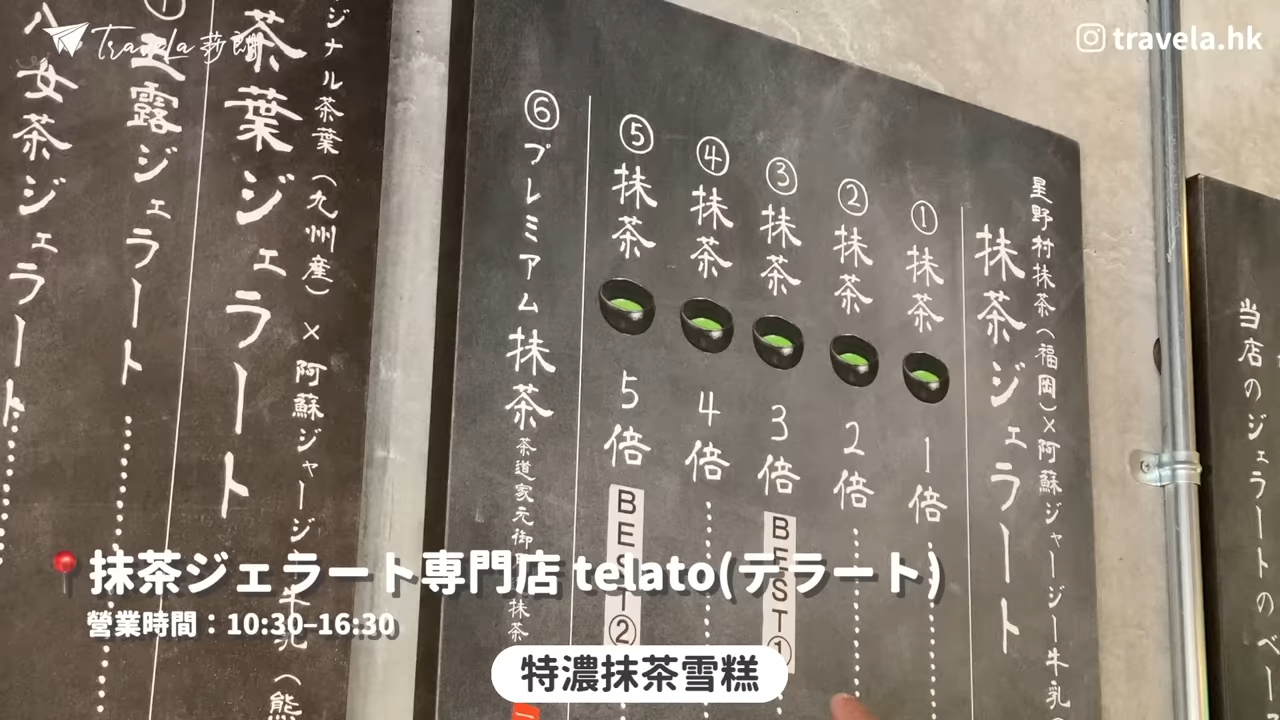 Travela 莎朗
travela.hk
当店のジェラートのベー
星野村抹茶(福岡)×阿蘇ジャージー牛乳(
抹茶ジェラート
① 抹茶 1倍
② 抹茶 2倍
③ 抹茶 3倍 BEST①
④ 抹茶 4倍
⑤ 抹茶 5倍 BEST②
⑥ プレミアム抹茶 茶道家元御
抹茶
ジナル茶葉(九州産)×阿蘇ジャージー牛乳(熊
茶葉ジェラート
露ジェラート
八女茶ジェラート
抹茶ジェラート専門店 telato(テラート)
營業時間:10:30–16:30
特濃抹茶雪糕